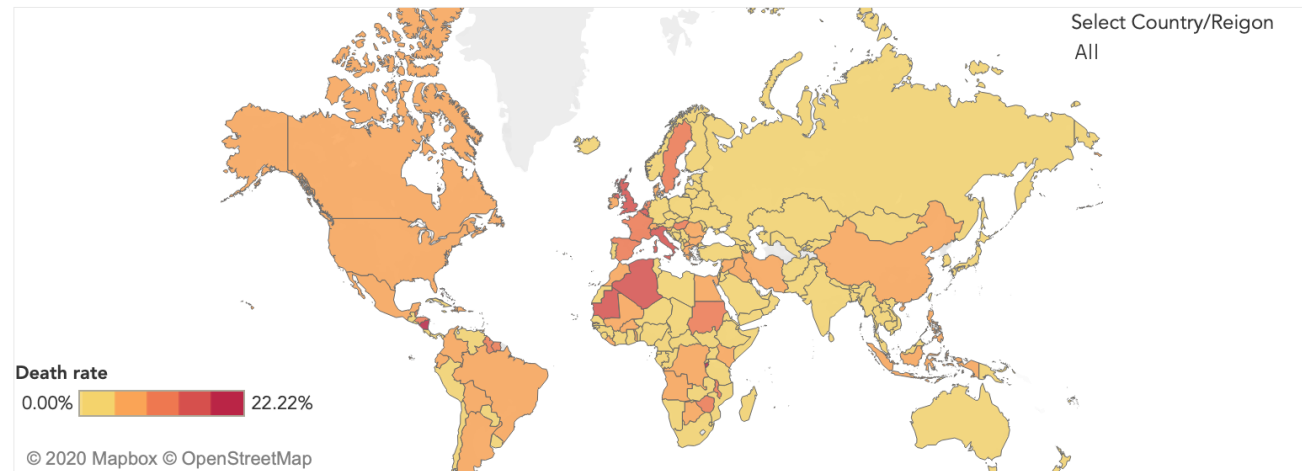 Select Country/Reigon
All
Death rate
0.00% 22.22%
© 2020 Mapbox © OpenStreetMap